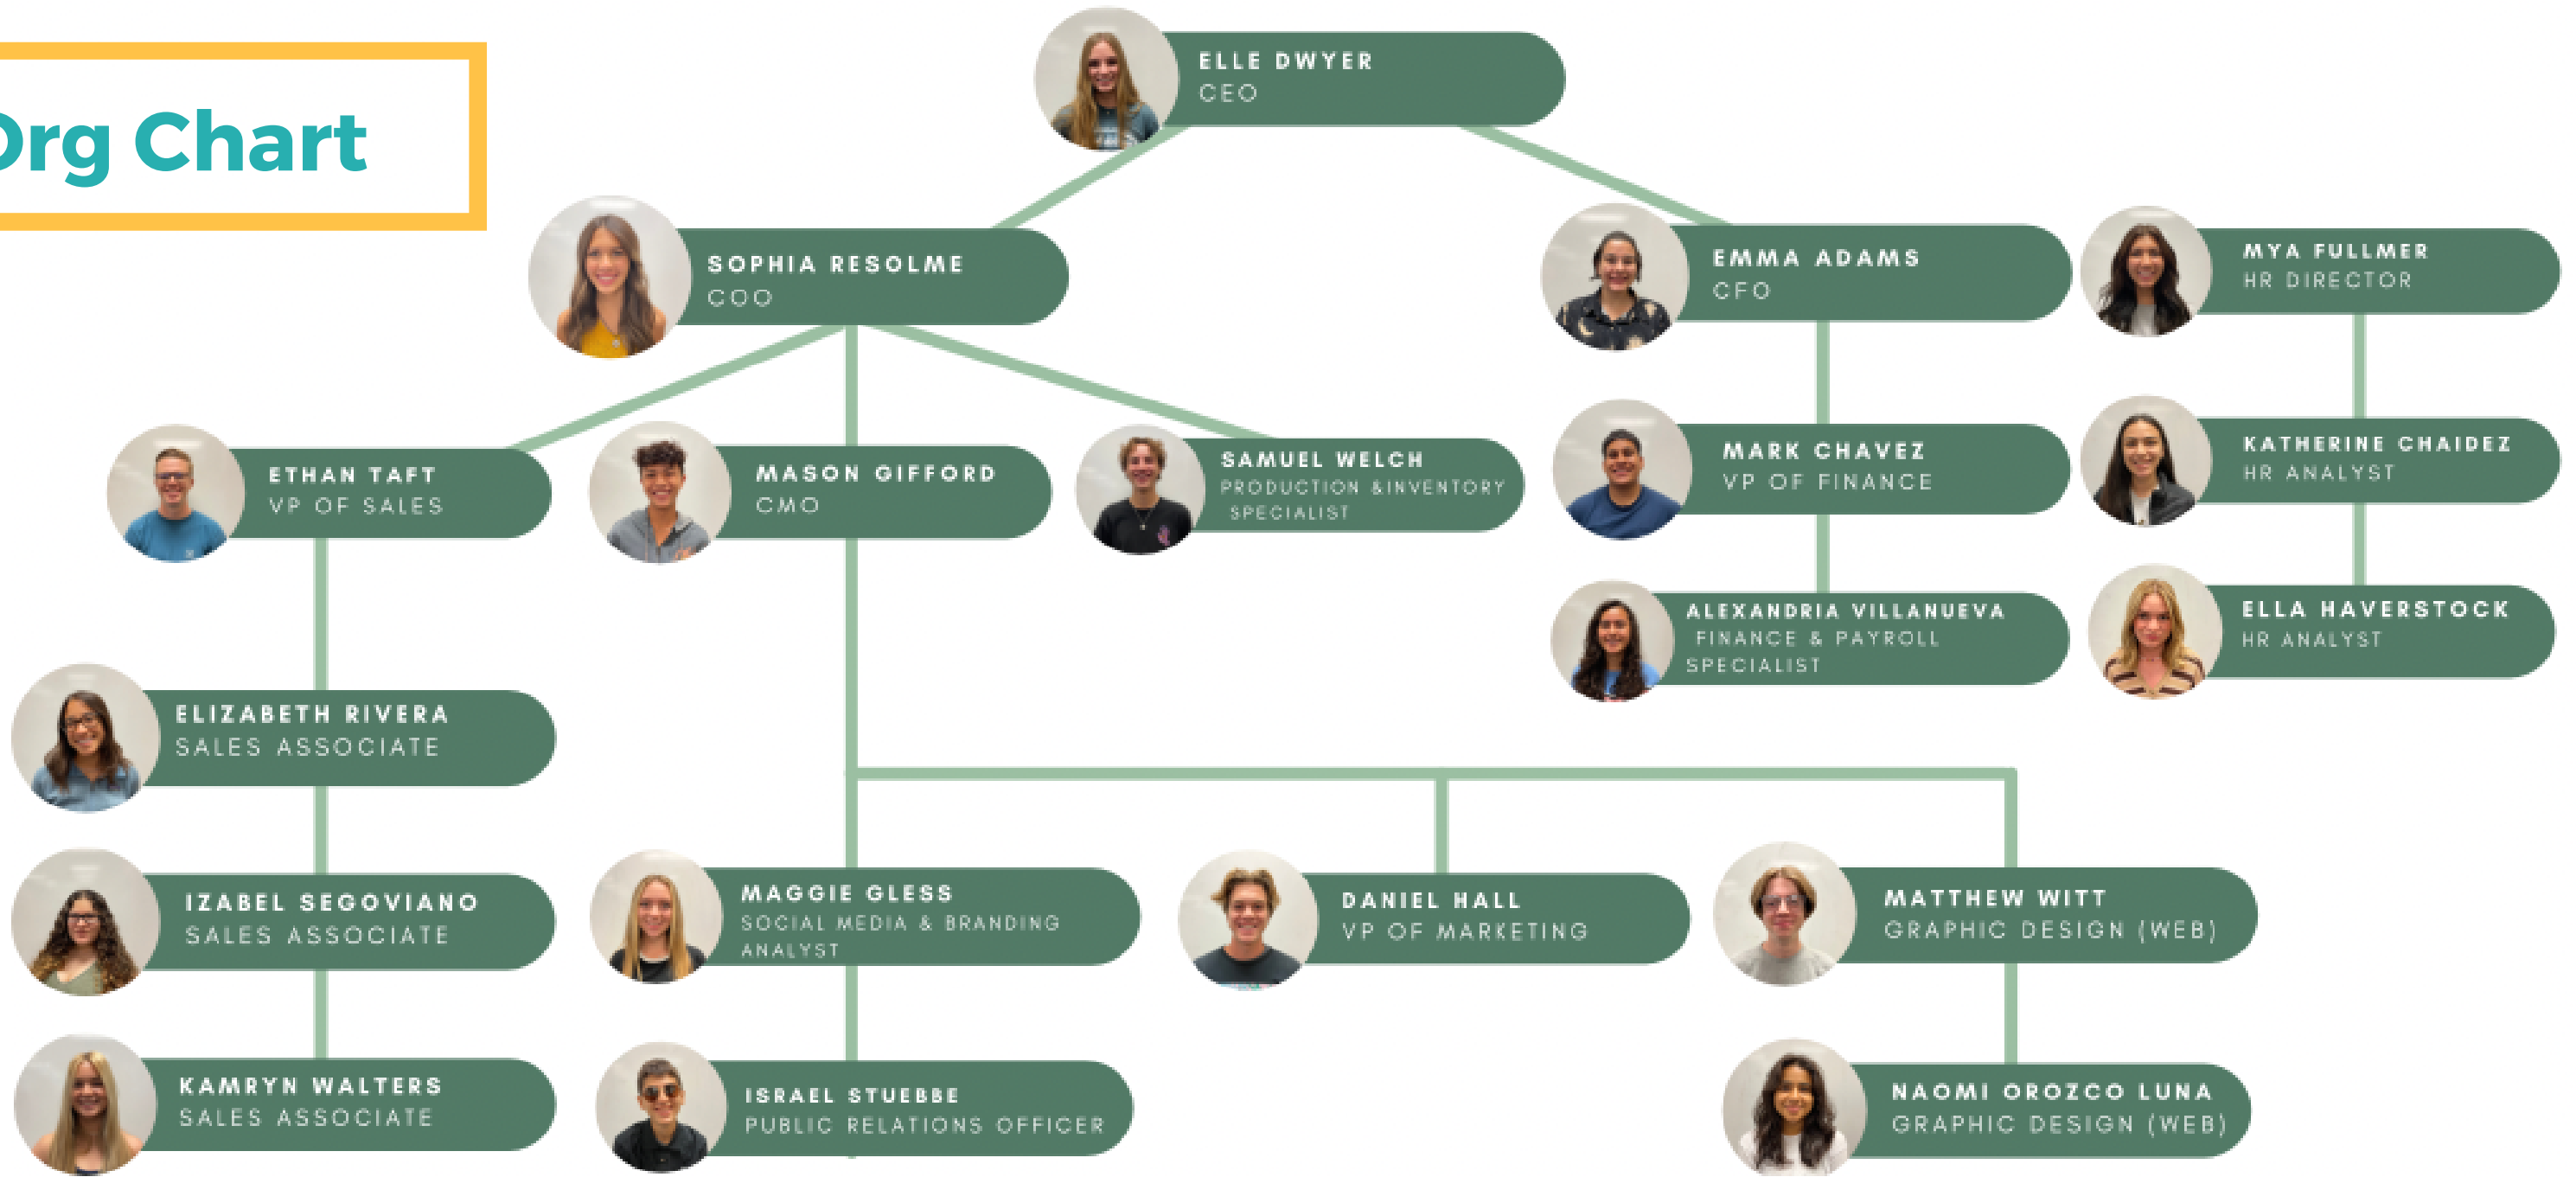 Org Chart
ELLE DWYER
CEO
SOPHIA RESOLME
COO
EMMA ADAMS
CFO
MYA FULLMER
HR DIRECTOR
ETHAN TAFT
VP OF SALES
MASON GIFFORD
CMO
SAMUEL WELCH
PRODUCTION &INVENTORY
SPECIALIST
MARK CHAVEZ
VP OF FINANCE
KATHERINE CHAIDEZ
HR ANALYST
ALEXANDRIA VILLANUEVA
FINANCE & PAYROLL
SPECIALIST
ELLA HAVERSTOCK
HR ANALYST
ELIZABETH RIVERA
SALES ASSOCIATE
IZABEL SEGOVIANO
SALES ASSOCIATE
MAGGIE GLESS
SOCIAL MEDIA & BRANDING
ANALYST
DANIEL HALL
VP OF MARKETING
MATTHEW WITT
GRAPHIC DESIGN (WEB)
KAMRYN WALTERS
SALES ASSOCIATE
ISRAEL STUEBBE
PUBLIC RELATIONS OFFICER
NAOMI OROZCO LUNA
GRAPHIC DESIGN (WEB)